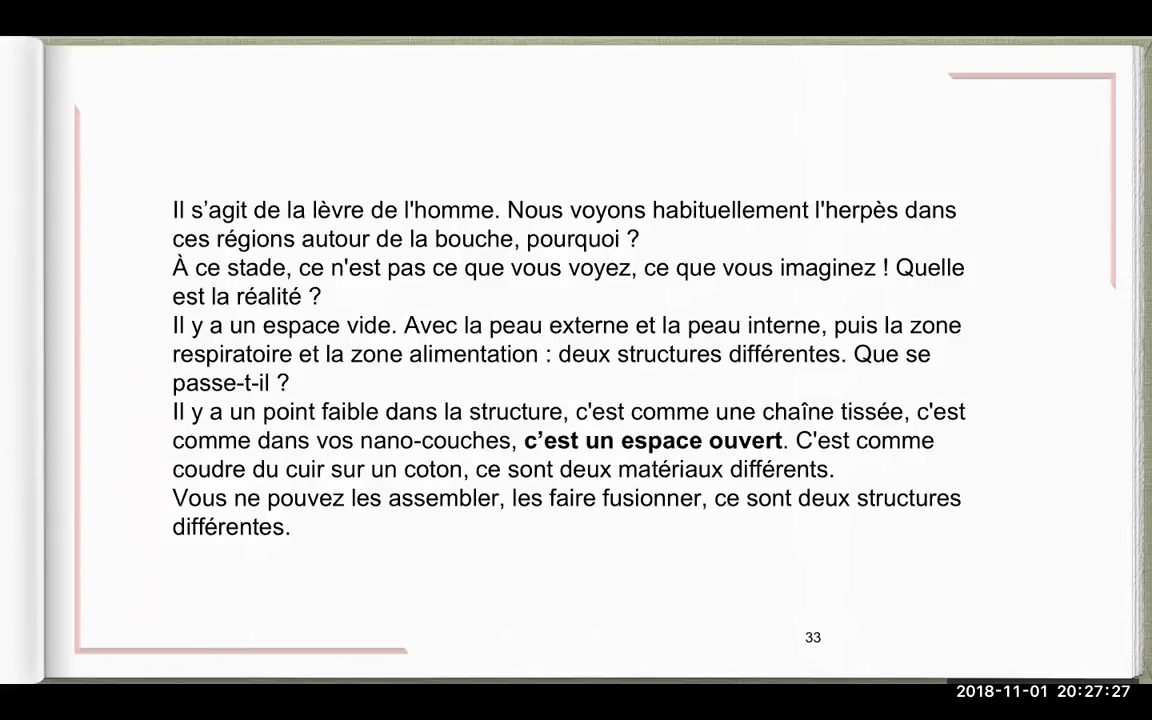 Il s’agit de la lèvre de l'homme. Nous voyons habituellement l'herpès dans
ces régions autour de la bouche, pourquoi ?
À ce stade, ce n'est pas ce que vous voyez, ce que vous imaginez ! Quelle
est la réalité ?
Il y a un espace vide. Avec la peau externe et la peau interne, puis la zone
respiratoire et la zone alimentation : deux structures différentes. Que se
passe-t-il ?
Il y a un point faible dans la structure, c'est comme une chaîne tissée, c'est
comme dans vos nano-couches, c’est un espace ouvert. C'est comme
coudre du cuir sur un coton, ce sont deux matériaux différents.
Vous ne pouvez les assembler, les faire fusionner, ce sont deux structures
différentes.
33
2018-11-01 20:27:27